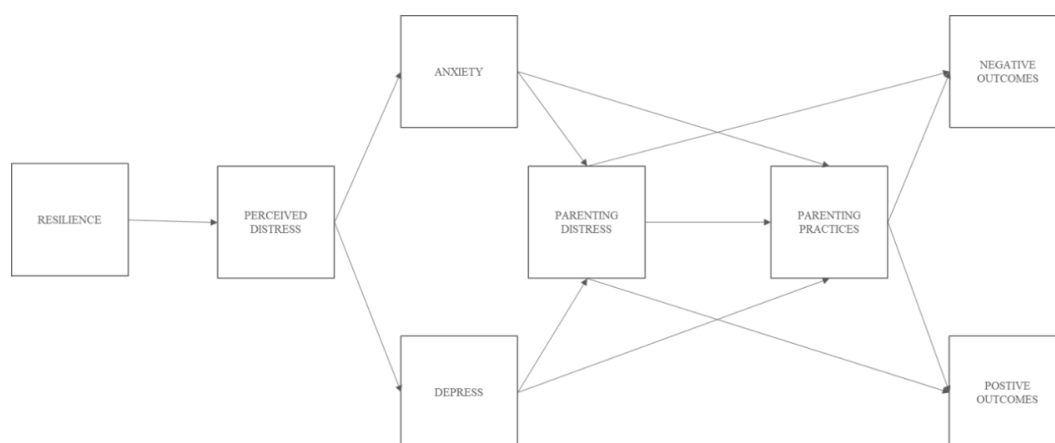 ANXIETY
NEGATIVE
OUTCOMES
RESILIENCE
PERCEIVED
DISTRESS
PARENTING
DISTRESS
PARENTING
PRACTICES
DEPRESS
POSTIVE
OUTCOMES